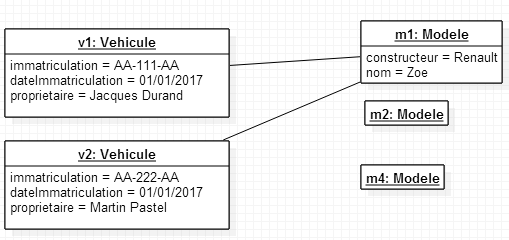 v1: Vehicule
immatriculation = AA-111-AA
dateImmatriculation = 01/01/2017
proprietaire = Jacques Durand
m1: Modele
constructeur = Renault
nom = Zoe
m2: Modele
v2: Vehicule
immatriculation = AA-222-AA
dateImmatriculation = 01/01/2017
proprietaire = Martin Pastel
m4: Modele